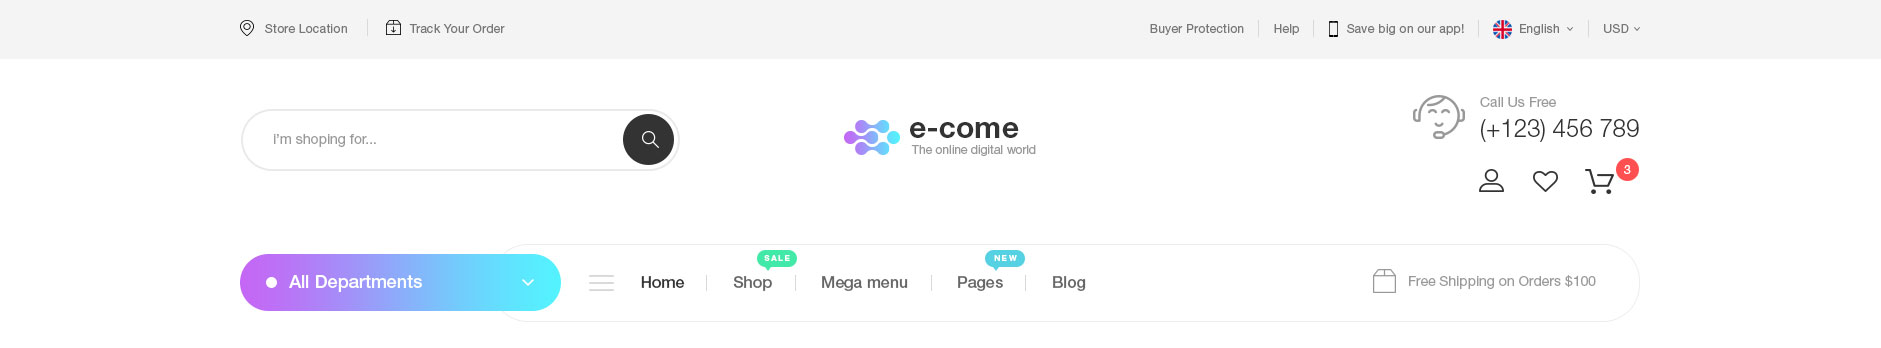 Store Location
Track Your Order
Buyer Protection
Help
Save big on our app!
English
USD
I'm shoping for...
e-come
The online digital world
Call Us Free
(+123) 456 789
3
All Departments
Home
SALE
Shop
Mega menu
NEW
Pages
Blog
Free Shipping on Orders $100